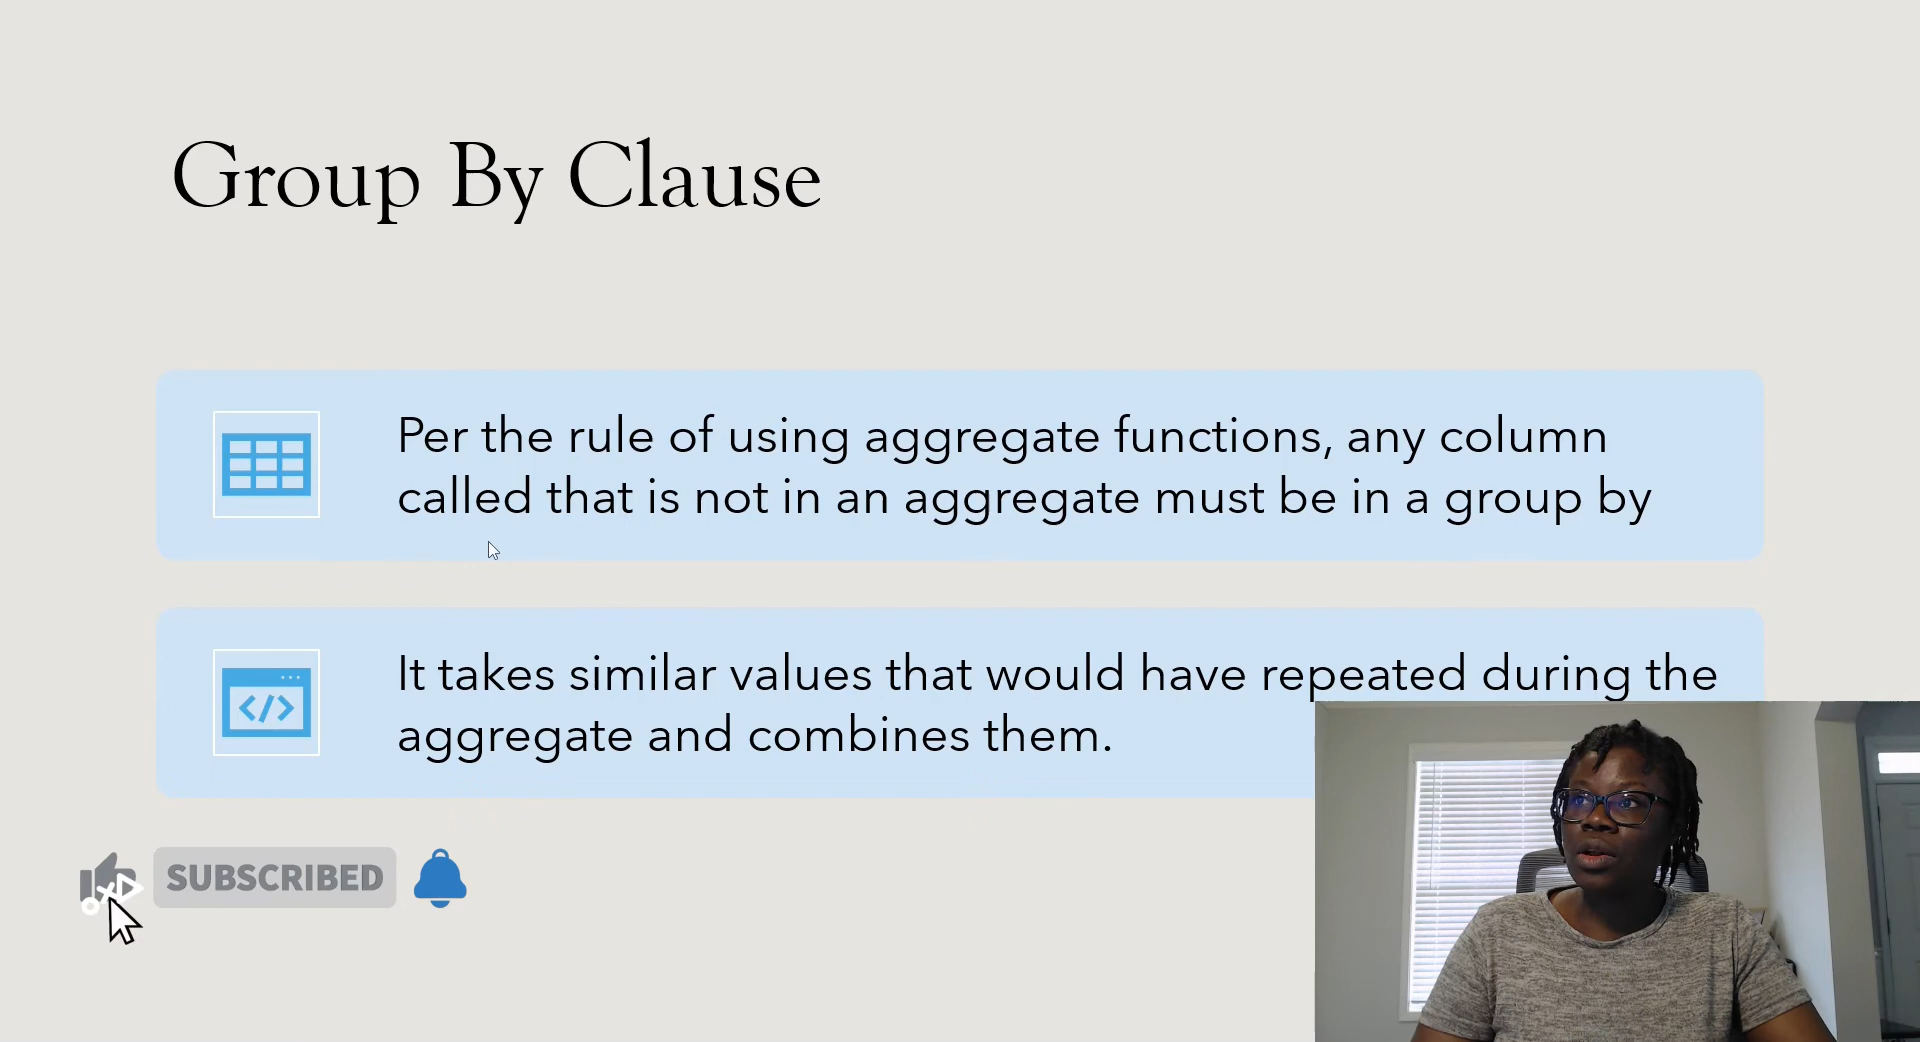 Group By Clause
Per the rule of using aggregate functions, any column
called that is not in an aggregate must be in a group by
It takes similar values that would have repeated during the
aggregate and combines them.
SUBSCRIBED